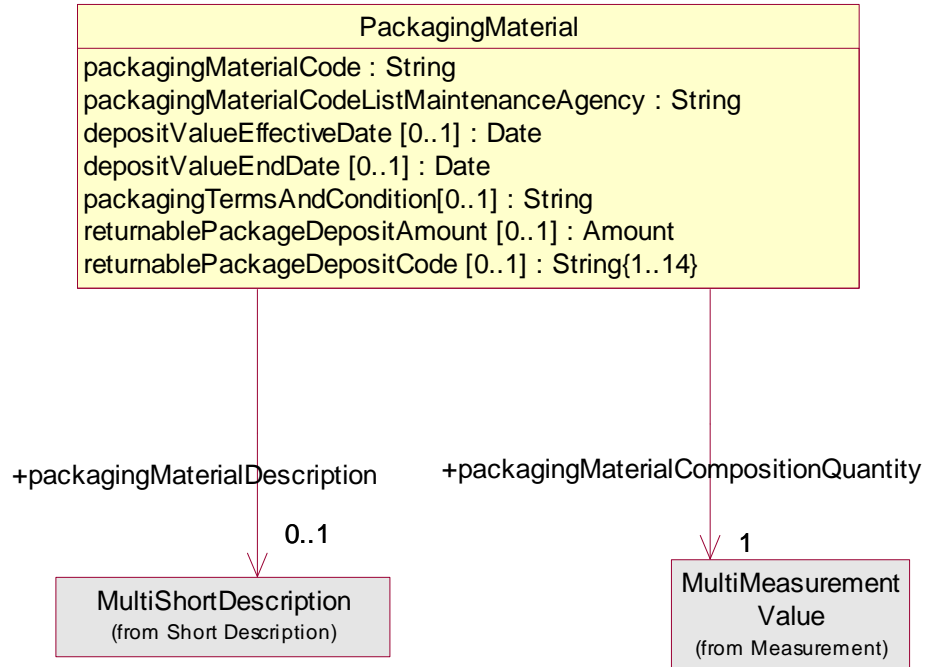 PackagingMaterial
packagingMaterialCode : String
packagingMaterialCodeListMaintenanceAgency : String
depositValueEffectiveDate [0..1] : Date
depositValueEndDate [0..1] : Date
packagingTermsAndCondition[0..1] : String
returnablePackageDepositAmount [0..1] : Amount
returnablePackageDepositCode [0..1] : String{1..14}
+packagingMaterialDescription
+packagingMaterialCompositionQuantity
0..1
1
MultiShortDescription
(from Short Description)
MultiMeasurement
Value
(from Measurement)